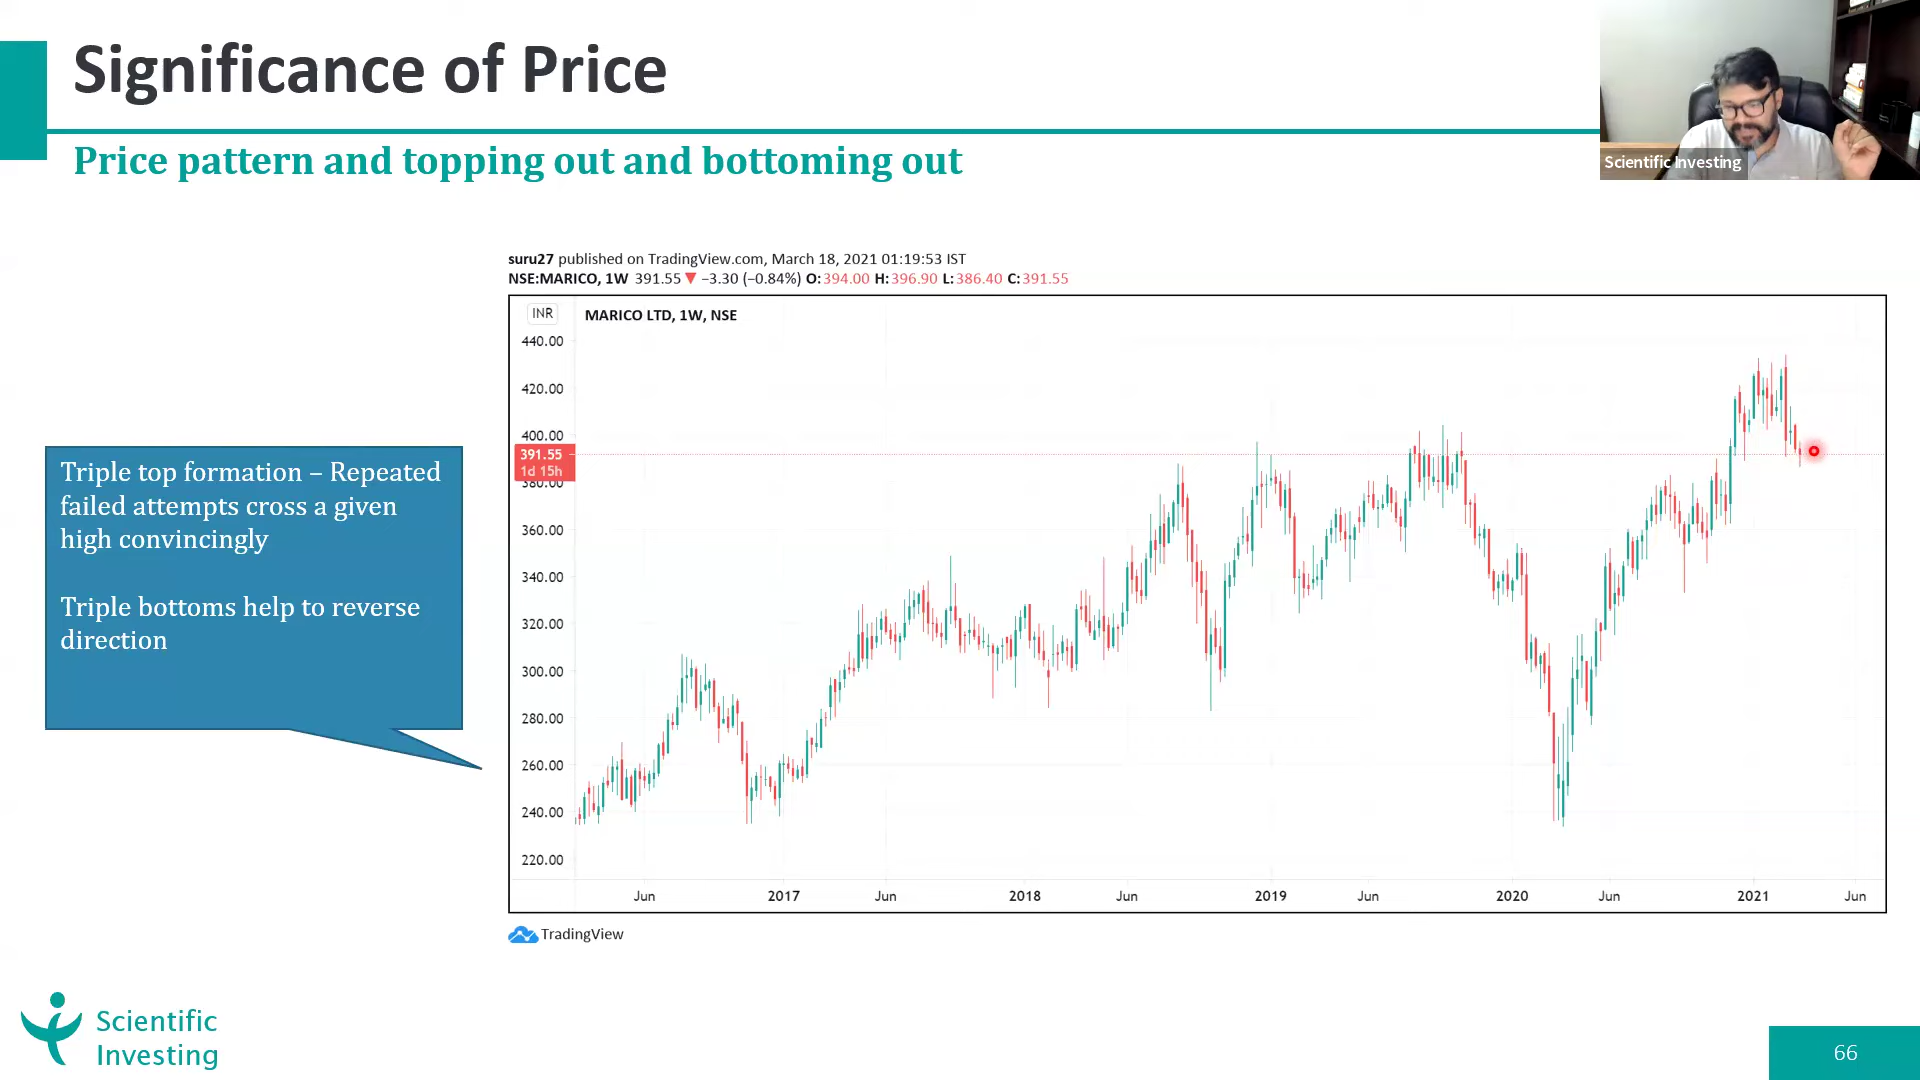 Significance of Price
Price pattern and topping out and bottoming out
Scientific Investing
suru27 published on TradingView.com, March 18, 2021 01:19:53 IST
NSE:MARICO, 1W 391.55 ▼ −3.30 (−0.84%) O:394.00 H:396.90 L:386.40 C:391.55
INR
MARICO LTD, 1W, NSE
440.00
420.00
400.00
391.55
1d 15h
380.00
360.00
340.00
320.00
300.00
280.00
260.00
240.00
220.00
Jun 2017 Jun 2018 Jun 2019 Jun 2020 Jun 2021 Jun
TradingView
Triple top formation – Repeated
failed attempts cross a given
high convincingly
Triple bottoms help to reverse
direction
Scientific
Investing
66